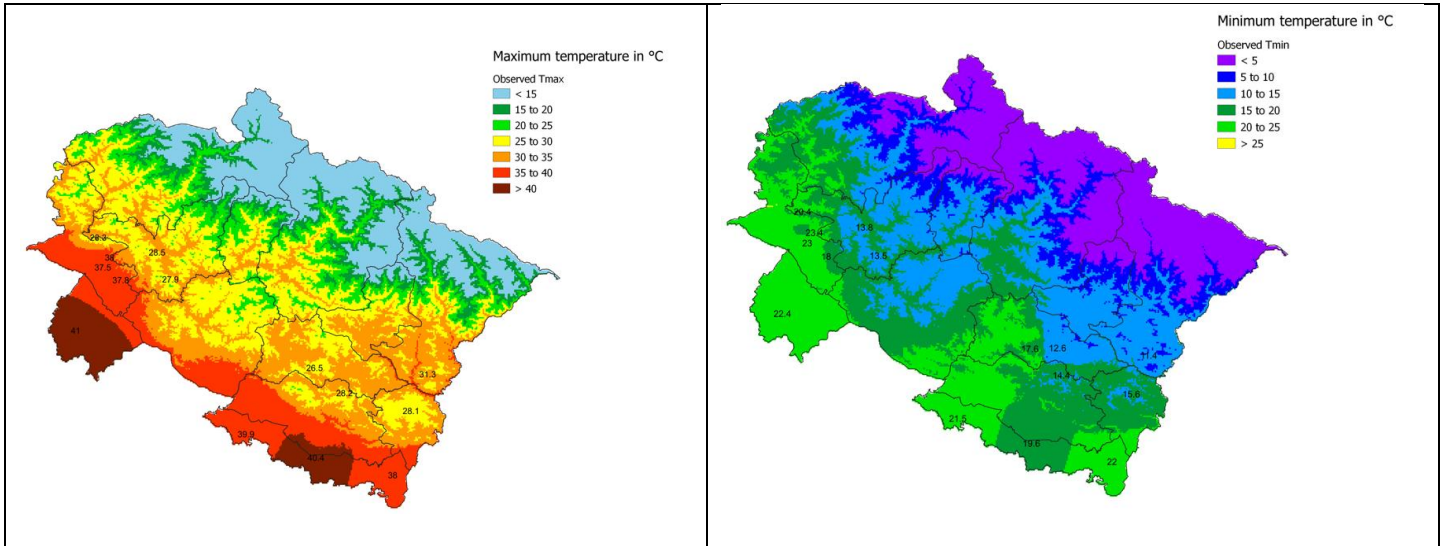 Maximum temperature in °C
Observed Tmax
< 15
15 to 20
20 to 25
25 to 30
30 to 35
35 to 40
> 40
28.3
38
28.5
37.5
37.8
27.9
41
26.5
31.3
28.2
28.1
39.9
40.4
38
Minimum temperature in °C
Observed Tmin
< 5
5 to 10
10 to 15
15 to 20
20 to 25
> 25
20.4
13.8
23.4
23
18
13.5
22.4
17.6
12.6
11.4
14.4
15.6
21.5
19.6
22